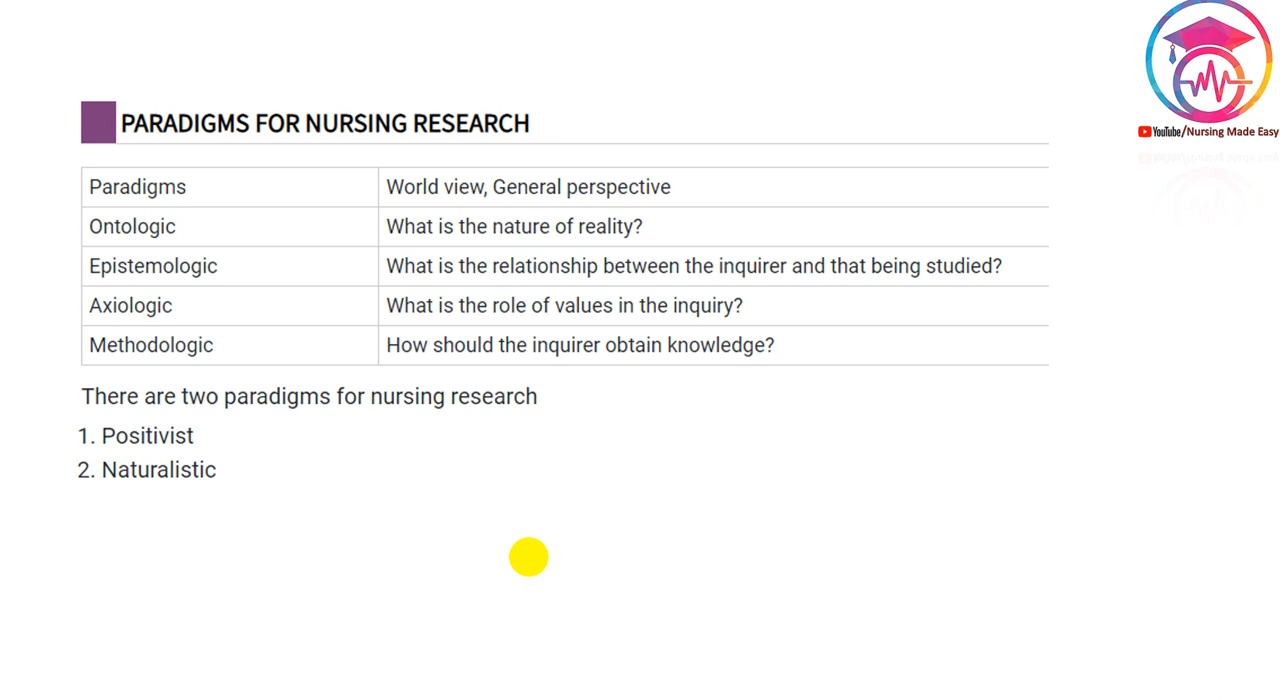 YouTube/Nursing Made Easy
PARADIGMS FOR NURSING RESEARCH
Paradigms World view, General perspective
Ontologic What is the nature of reality?
Epistemologic What is the relationship between the inquirer and that being studied?
Axiologic What is the role of values in the inquiry?
Methodologic How should the inquirer obtain knowledge?
There are two paradigms for nursing research
1. Positivist
2. Naturalistic